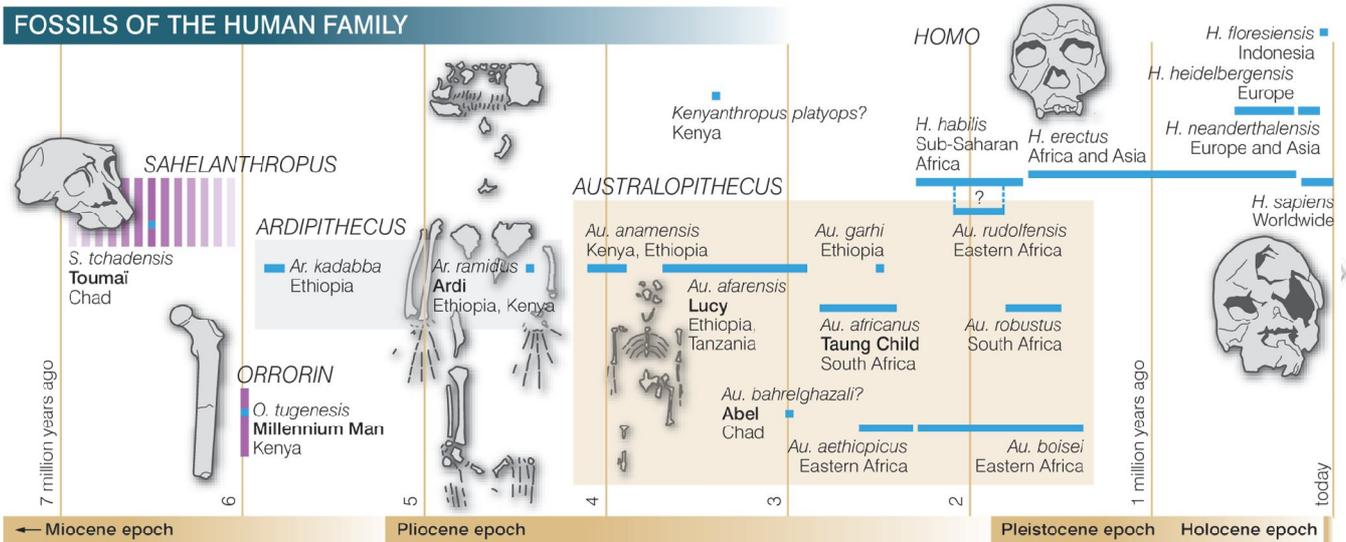 FOSSILS OF THE HUMAN FAMILY
HOMO
H. floresiensis
Indonesia
H. heidelbergensis
Europe
H. neanderthalensis
Europe and Asia
H. habilis
Sub-Saharan
Africa
H. erectus
Africa and Asia
?
H. sapiens
Worldwide
Kenyanthropus platyops?
Kenya
SAHELANTHROPUS
S. tchadensis
Toumaï
Chad
ARDIPITHECUS
Ar. kadabba
Ethiopia
Ar. ramidus
Ardi
Ethiopia, Kenya
AUSTRALOPITHECUS
Au. anamensis
Kenya, Ethiopia
Au. garhi
Ethiopia
Au. rudolfensis
Eastern Africa
Au. afarensis
Lucy
Ethiopia,
Tanzania
Au. africanus
Taung Child
South Africa
Au. robustus
South Africa
ORRORIN
O. tugenesis
Millennium Man
Kenya
Au. bahrelghazali?
Abel
Chad
Au. aethiopicus
Eastern Africa
Au. boisei
Eastern Africa
7 million years ago
6
5
4
3
2
1 million years ago
today
← Miocene epoch
Pliocene epoch
Pleistocene epoch
Holocene epoch